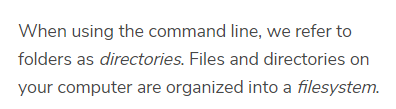 When using the command line, we refer to
folders as directories. Files and directories on
your computer are organized into a filesystem.